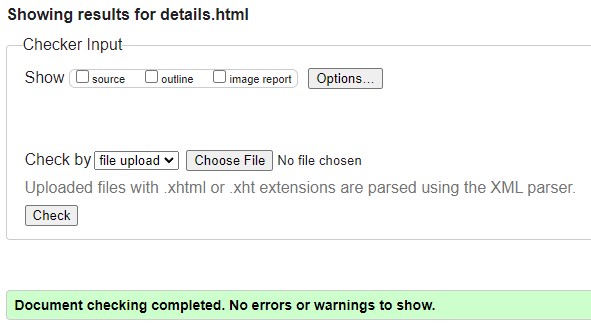 Showing results for details.html
Checker Input
Show source outline image report Options...
Check by file upload Choose File No file chosen
Uploaded files with .xhtml or .xht extensions are parsed using the XML parser.
Check
Document checking completed. No errors or warnings to show.